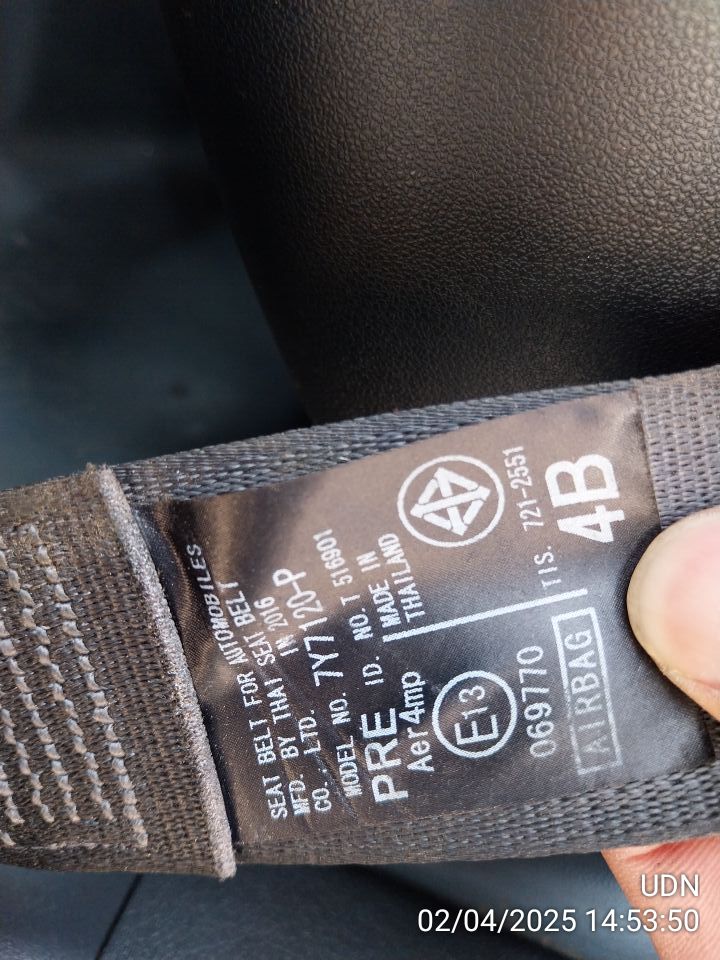 SEAT BELT FOR AUTOMOBILES
MFD. BY THAI SEAT BELT
CO., LTD. IN 2016
MODEL NO. 7Y7120-P
PRE ID. NO. T 516901
Aer4mp
MADE IN
THAILAND
E13
069770
AIRBAG
TIS. 721-2551
4B
UDN
02/04/2025 14:53:50